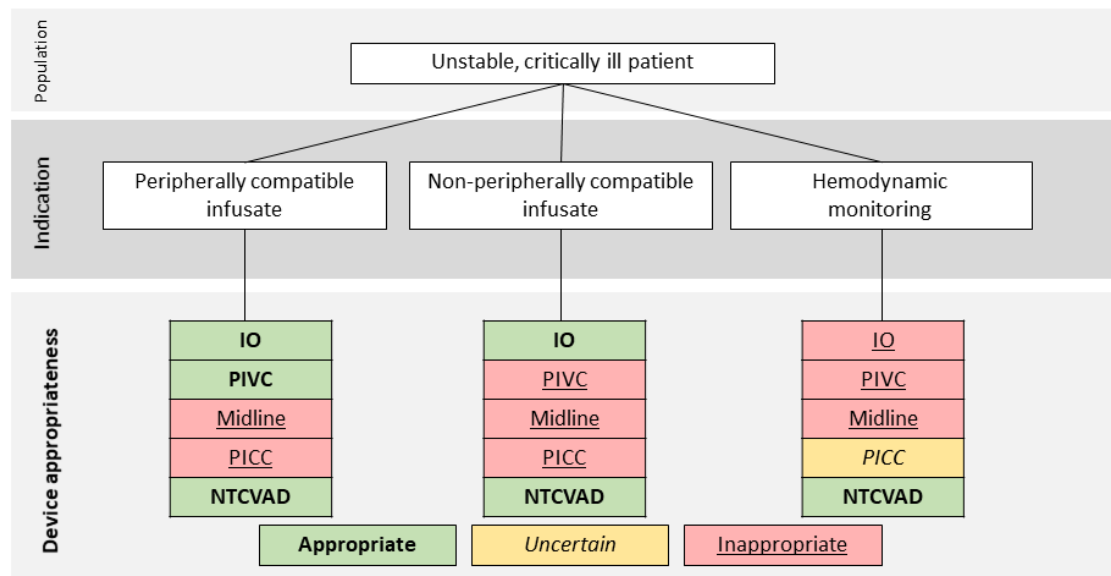 Population
Unstable, critically ill patient
Indication
Peripherally compatible
infusate
Non-peripherally compatible
infusate
Hemodynamic
monitoring
Device appropriateness
IO
PIVC
Midline
PICC
NTCVAD
IO
PIVC
Midline
PICC
NTCVAD
IO
PIVC
Midline
PICC
NTCVAD
Appropriate
Uncertain
Inappropriate